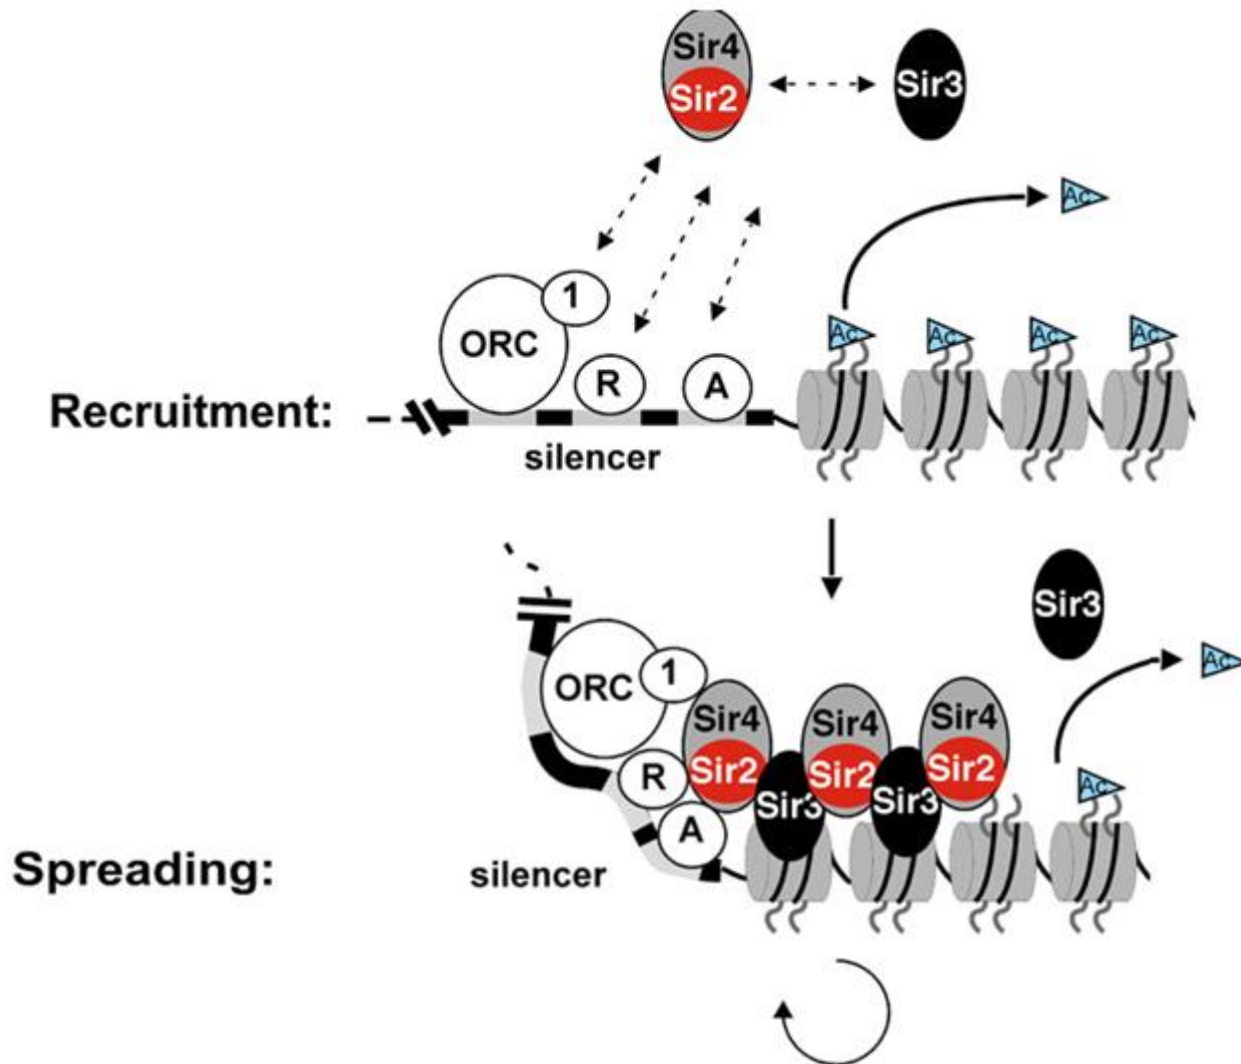 Sir4
Sir2
Sir3
Ac
1
ORC
Ac
Ac
Ac
Ac
R
A
Recruitment:
silencer
Sir3
Ac
1
ORC
Sir4
Sir4
Sir4
R
Sir2
Sir2
Sir2
Ac
Sir3
Sir3
A
Spreading:
silencer